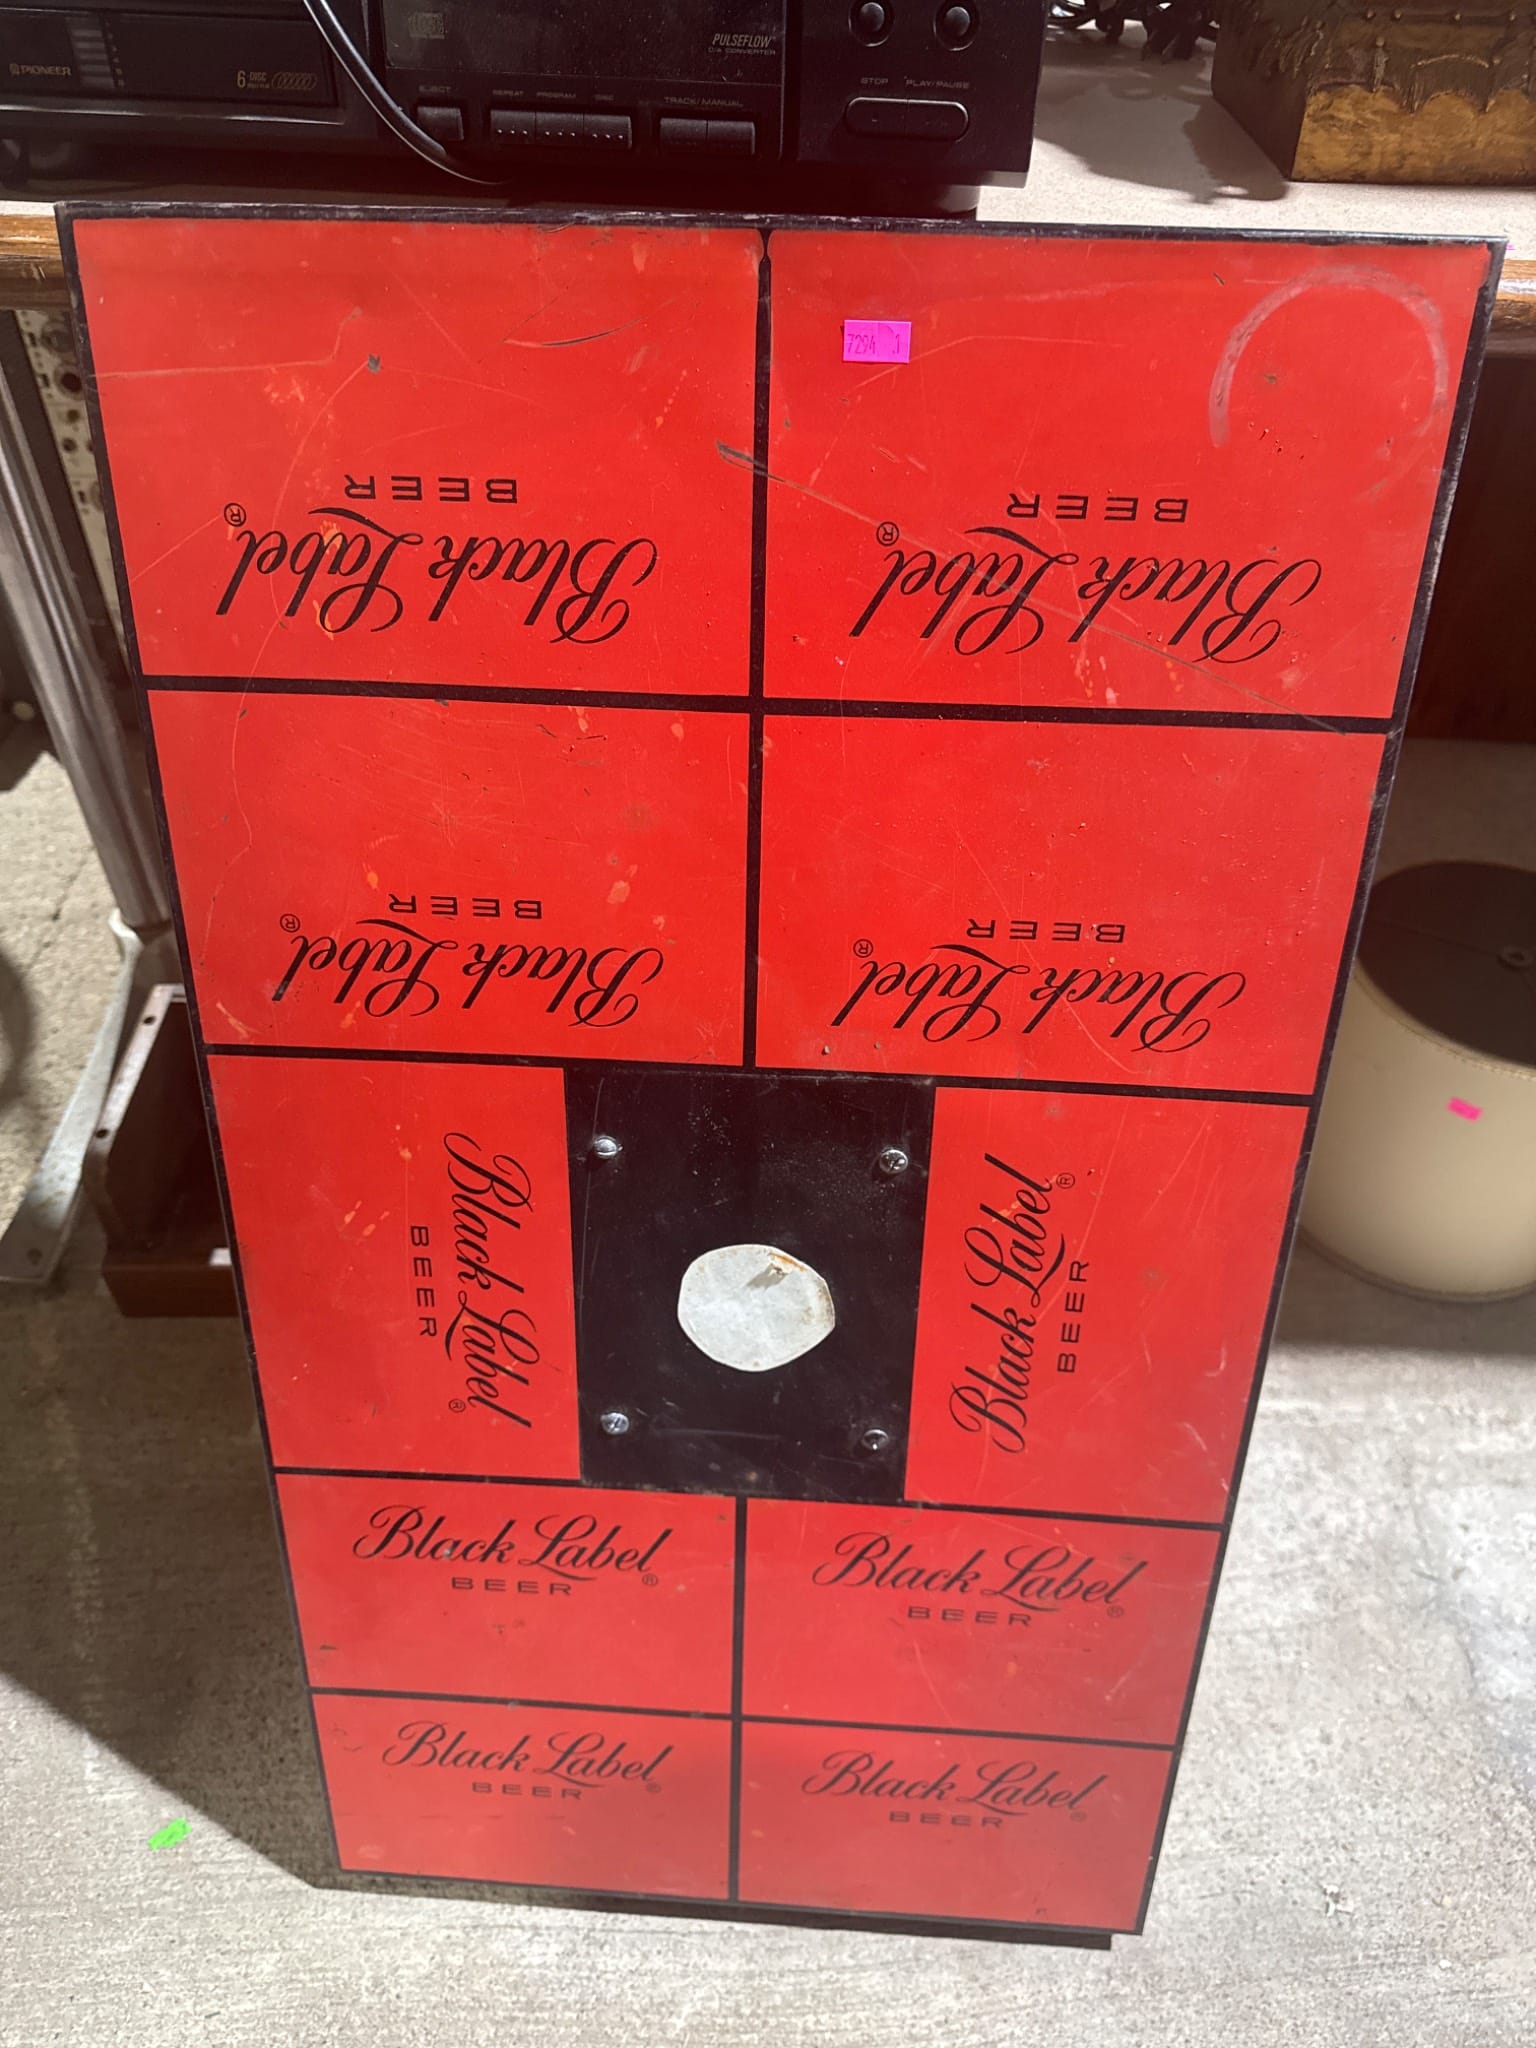 PIONEER
6-DISC
PULSEFLOW
D/A CONVERTER
EJECT
REPEAT PROGRAM DISC
TRACK/MANUAL
STOP PLAY/PAUSE
7294 1
Black Label®
BEER
Black Label®
BEER
Black Label®
BEER
Black Label®
BEER
Black Label®
BEER
Black Label®
BEER
Black Label®
BEER
Black Label®
BEER
Black Label®
BEER
Black Label®
BEER